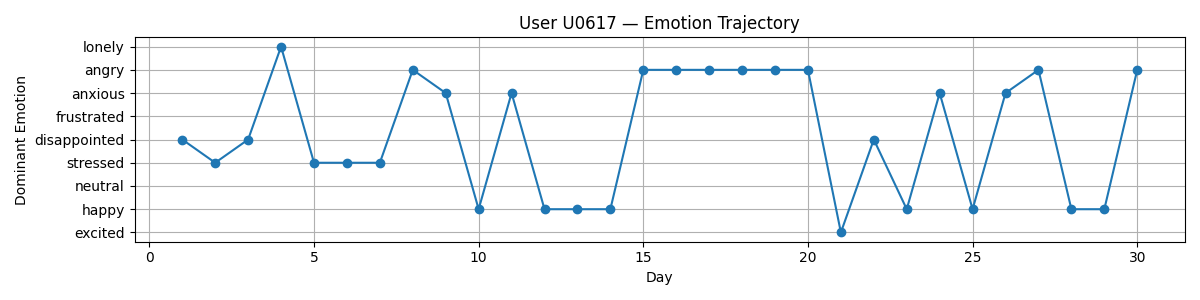 User U0617 — Emotion Trajectory
Dominant Emotion
lonely
angry
anxious
frustrated
disappointed
stressed
neutral
happy
excited
0 5 10 15 20 25 30
Day